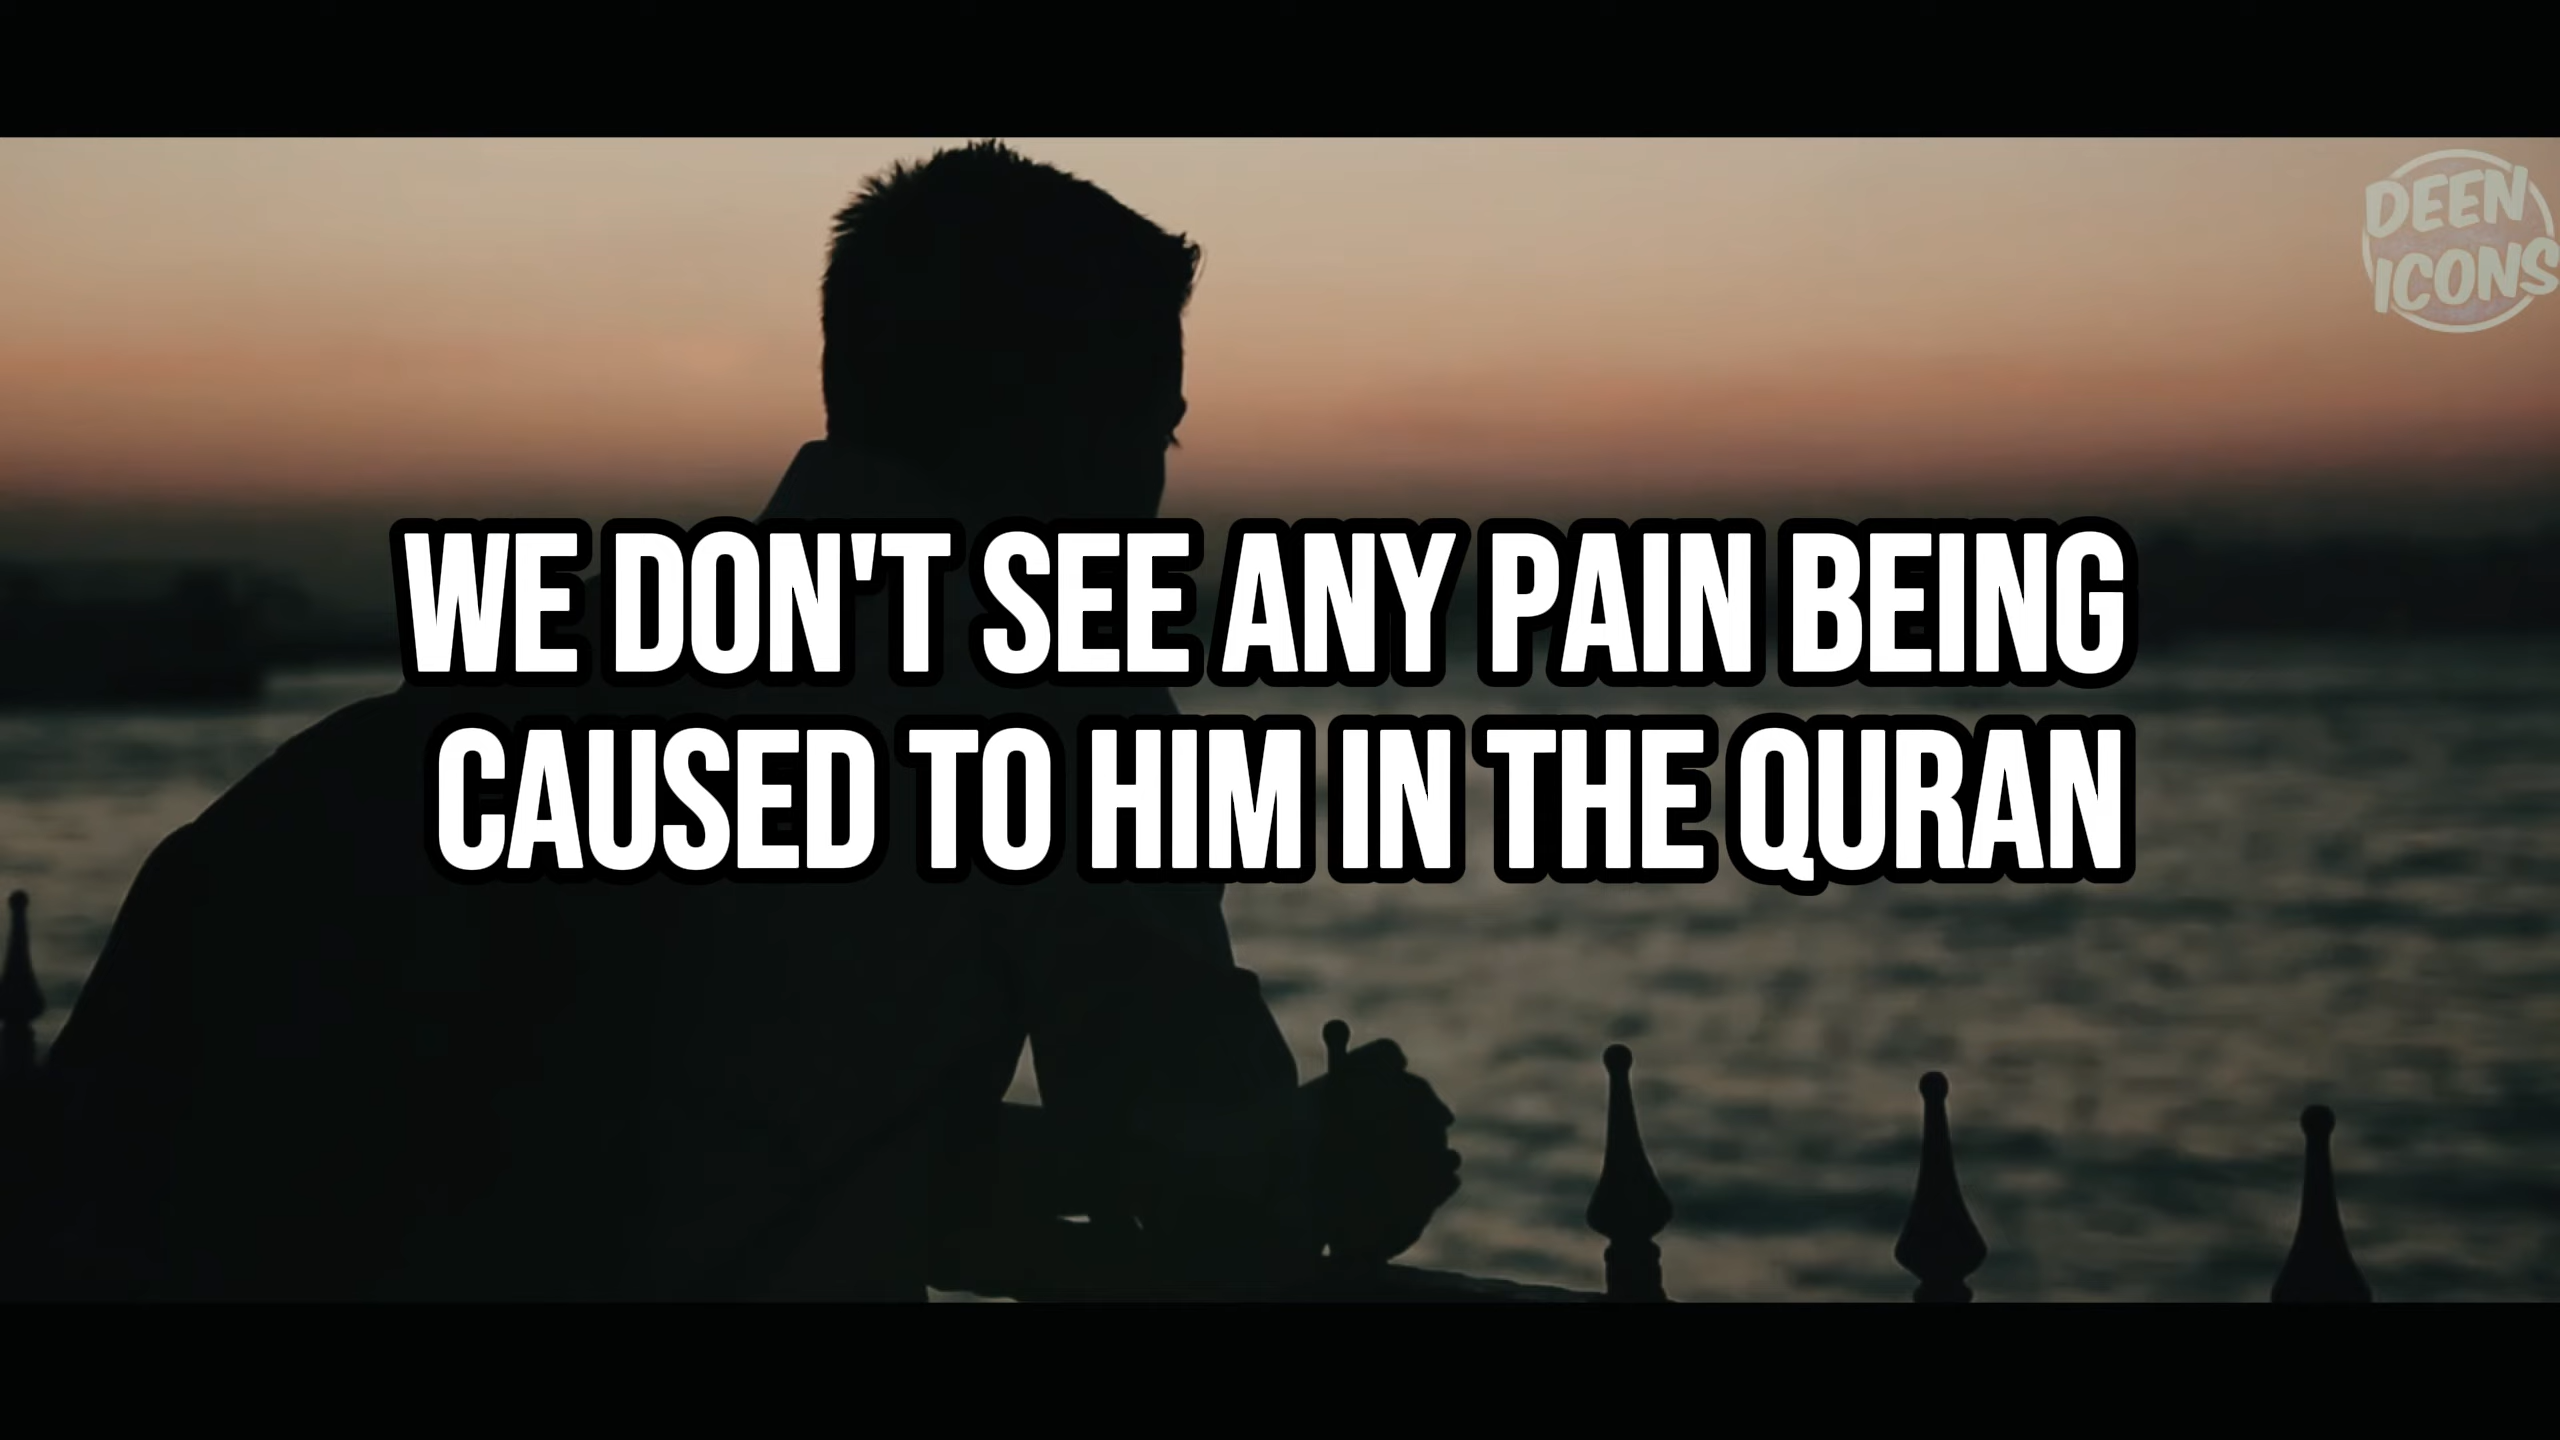 DEEN
ICONS
WE DON'T SEE ANY PAIN BEING
CAUSED TO HIM IN THE QURAN